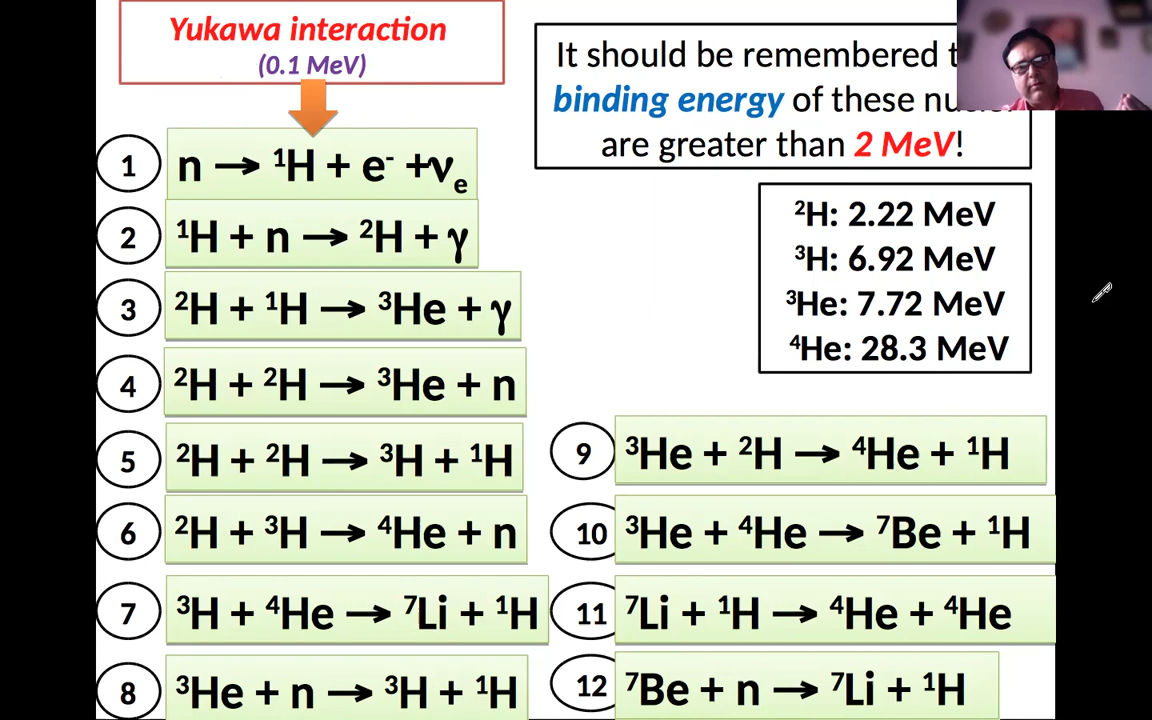 Yukawa interaction
(0.1 MeV)
It should be remembered
binding energy of these
are greater than 2 MeV!
1 n → ¹H + e⁻ + νₑ
2 ¹H + n → ²H + γ
3 ²H + ¹H → ³He + γ
4 ²H + ²H → ³He + n
5 ²H + ²H → ³H + ¹H
6 ²H + ³H → ⁴He + n
7 ³H + ⁴He → ⁷Li + ¹H
8 ³He + n → ³H + ¹H
²H: 2.22 MeV
³H: 6.92 MeV
³He: 7.72 MeV
⁴He: 28.3 MeV
9 ³He + ²H → ⁴He + ¹H
10 ³He + ⁴He → ⁷Be + ¹H
11 ⁷Li + ¹H → ⁴He + ⁴He
12 ⁷Be + n → ⁷Li + ¹H